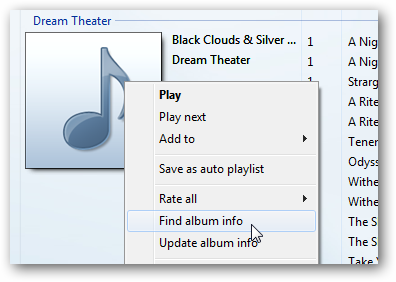 Dream Theater
Black Clouds & Silver ... 1 A Nig
Dream Theater 1 A Nig
1 Strarg
Play A Rite
Play next A Rite
Add to Tener
Save as auto playlist Odyss
Withe
Rate all Withe
Find album info The S
Update album info The S
Take Y